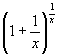 (1 + 1/x)^(1/x)